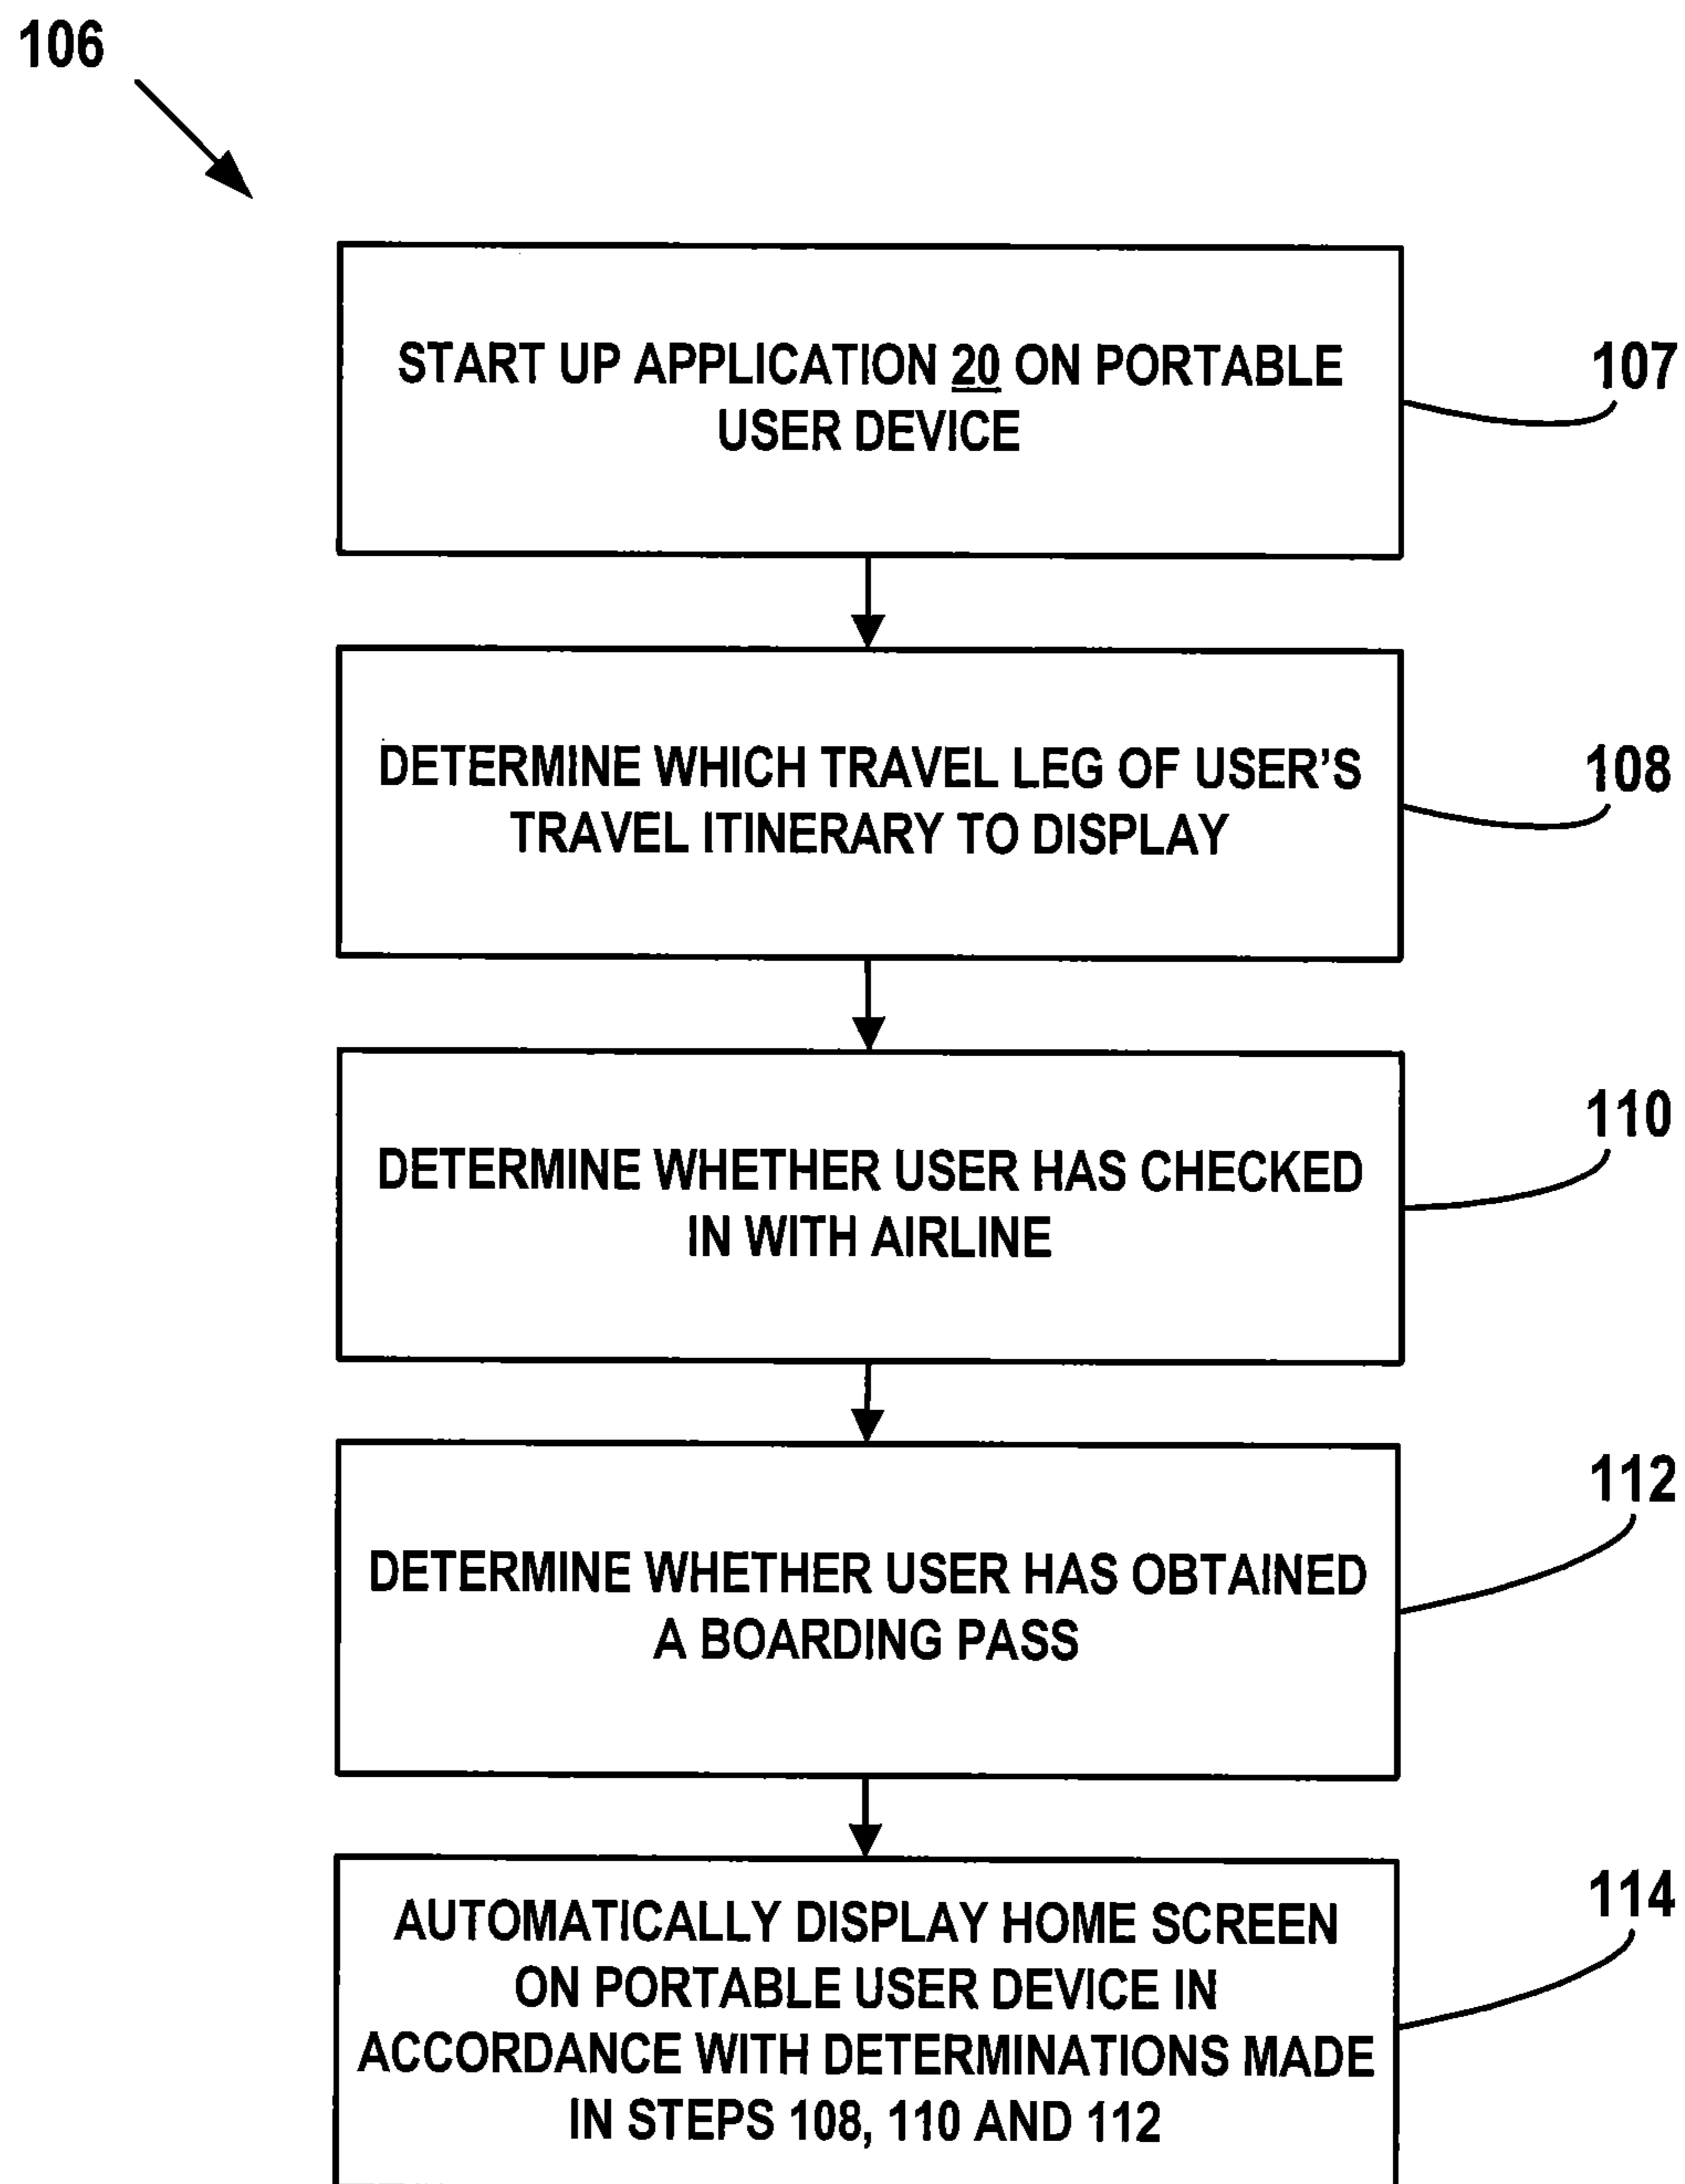 106
START UP APPLICATION 20 ON PORTABLE
USER DEVICE
107
DETERMINE WHICH TRAVEL LEG OF USER’S
TRAVEL ITINERARY TO DISPLAY
108
DETERMINE WHETHER USER HAS CHECKED
IN WITH AIRLINE
110
DETERMINE WHETHER USER HAS OBTAINED
A BOARDING PASS
112
AUTOMATICALLY DISPLAY HOME SCREEN
ON PORTABLE USER DEVICE IN
ACCORDANCE WITH DETERMINATIONS MADE
IN STEPS 108, 110 AND 112
114